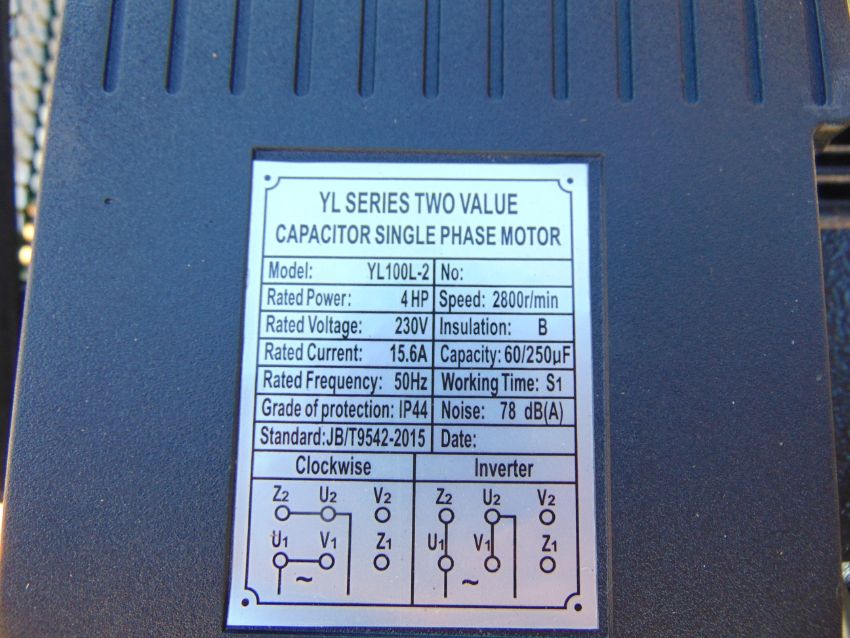 YL SERIES TWO VALUE
CAPACITOR SINGLE PHASE MOTOR
Model: YL100L-2 No:
Rated Power: 4 HP Speed: 2800r/min
Rated Voltage: 230V Insulation: B
Rated Current: 15.6A Capacity: 60/250μF
Rated Frequency: 50Hz Working Time: S1
Grade of protection: IP44 Noise: 78 dB(A)
Standard:JB/T9542-2015 Date:
Clockwise Inverter
Z2 U2 V2 Z2 U2 V2
U1 V1 Z1 U1 V1 Z1
~ ~